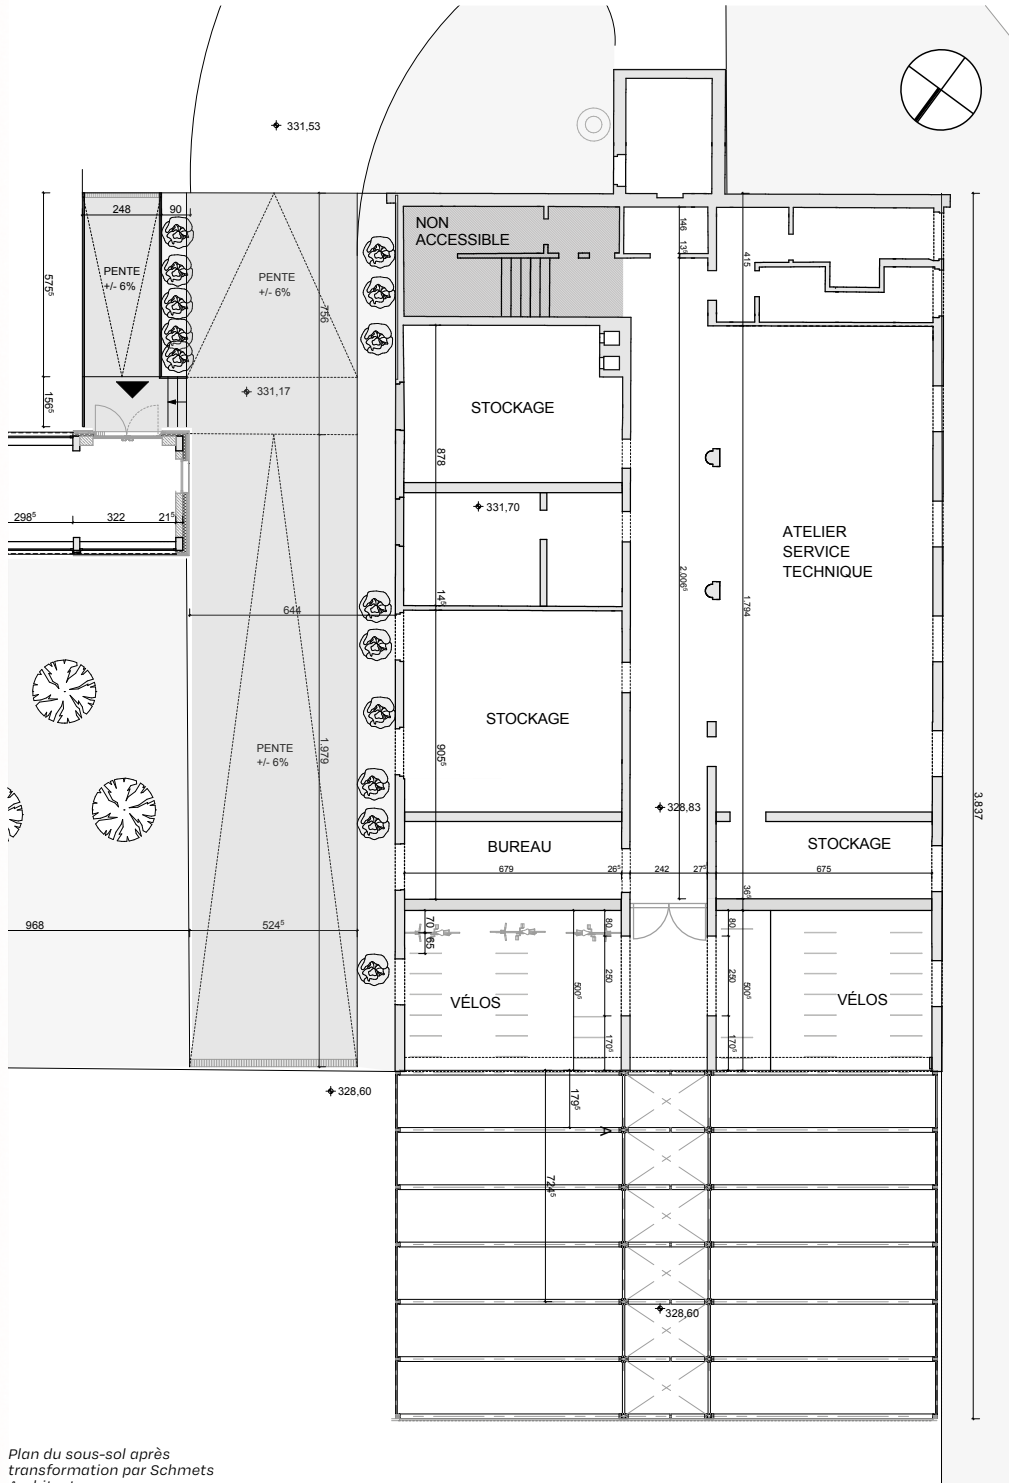 331,53
248
90
PENTE
+/- 6%
575⁵
156⁵
PENTE
+/- 6%
756
331,17
NON
ACCESSIBLE
146
13⁵
415
STOCKAGE
878
331,70
298⁵
322
21⁵
ATELIER
SERVICE
TECHNIQUE
2.006⁵
1.794
14⁵
644
STOCKAGE
905⁵
PENTE
+/- 6%
1.979
328,83
3.837
BUREAU
STOCKAGE
679
26⁵
242
27⁵
675
36⁵
968
524⁵
70
65
80
250
500⁵
170⁵
VÉLOS
80
250
500⁵
170⁵
VÉLOS
328,60
179⁵
A
724⁵
328,60
Plan du sous-sol après
transformation par Schmets